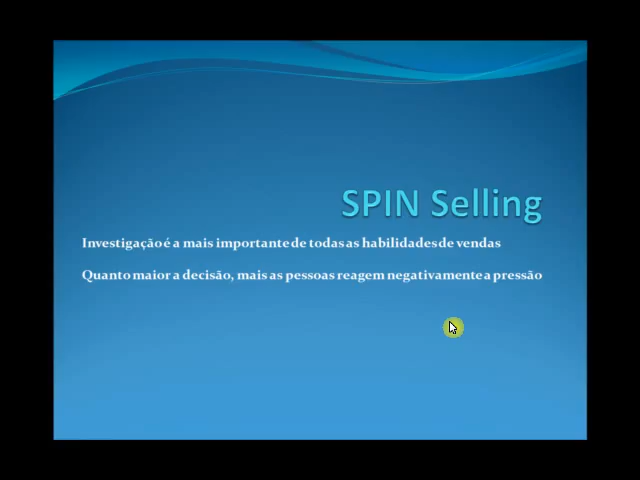 SPIN Selling
Investigação é a mais importante de todas as habilidades de vendas
Quanto maior a decisão, mais as pessoas reagem negativamente a pressão